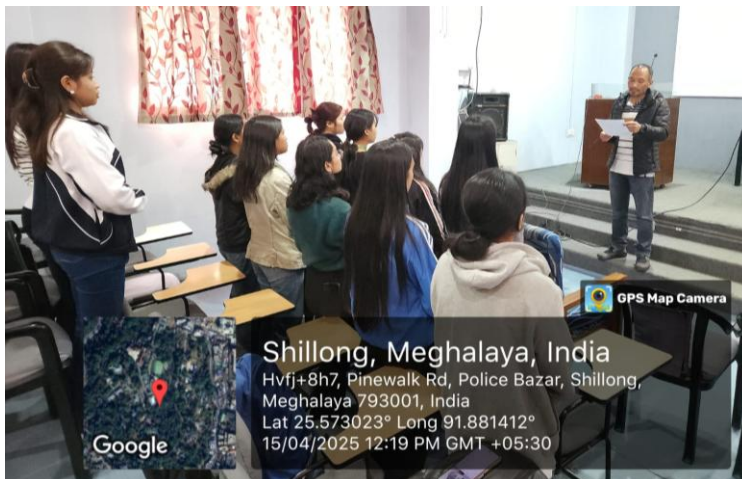 GPS Map Camera
Shillong, Meghalaya, India
Hvfj+8h7, Pinewalk Rd, Police Bazar, Shillong,
Meghalaya 793001, India
Lat 25.573023° Long 91.881412°
15/04/2025 12:19 PM GMT +05:30
Google